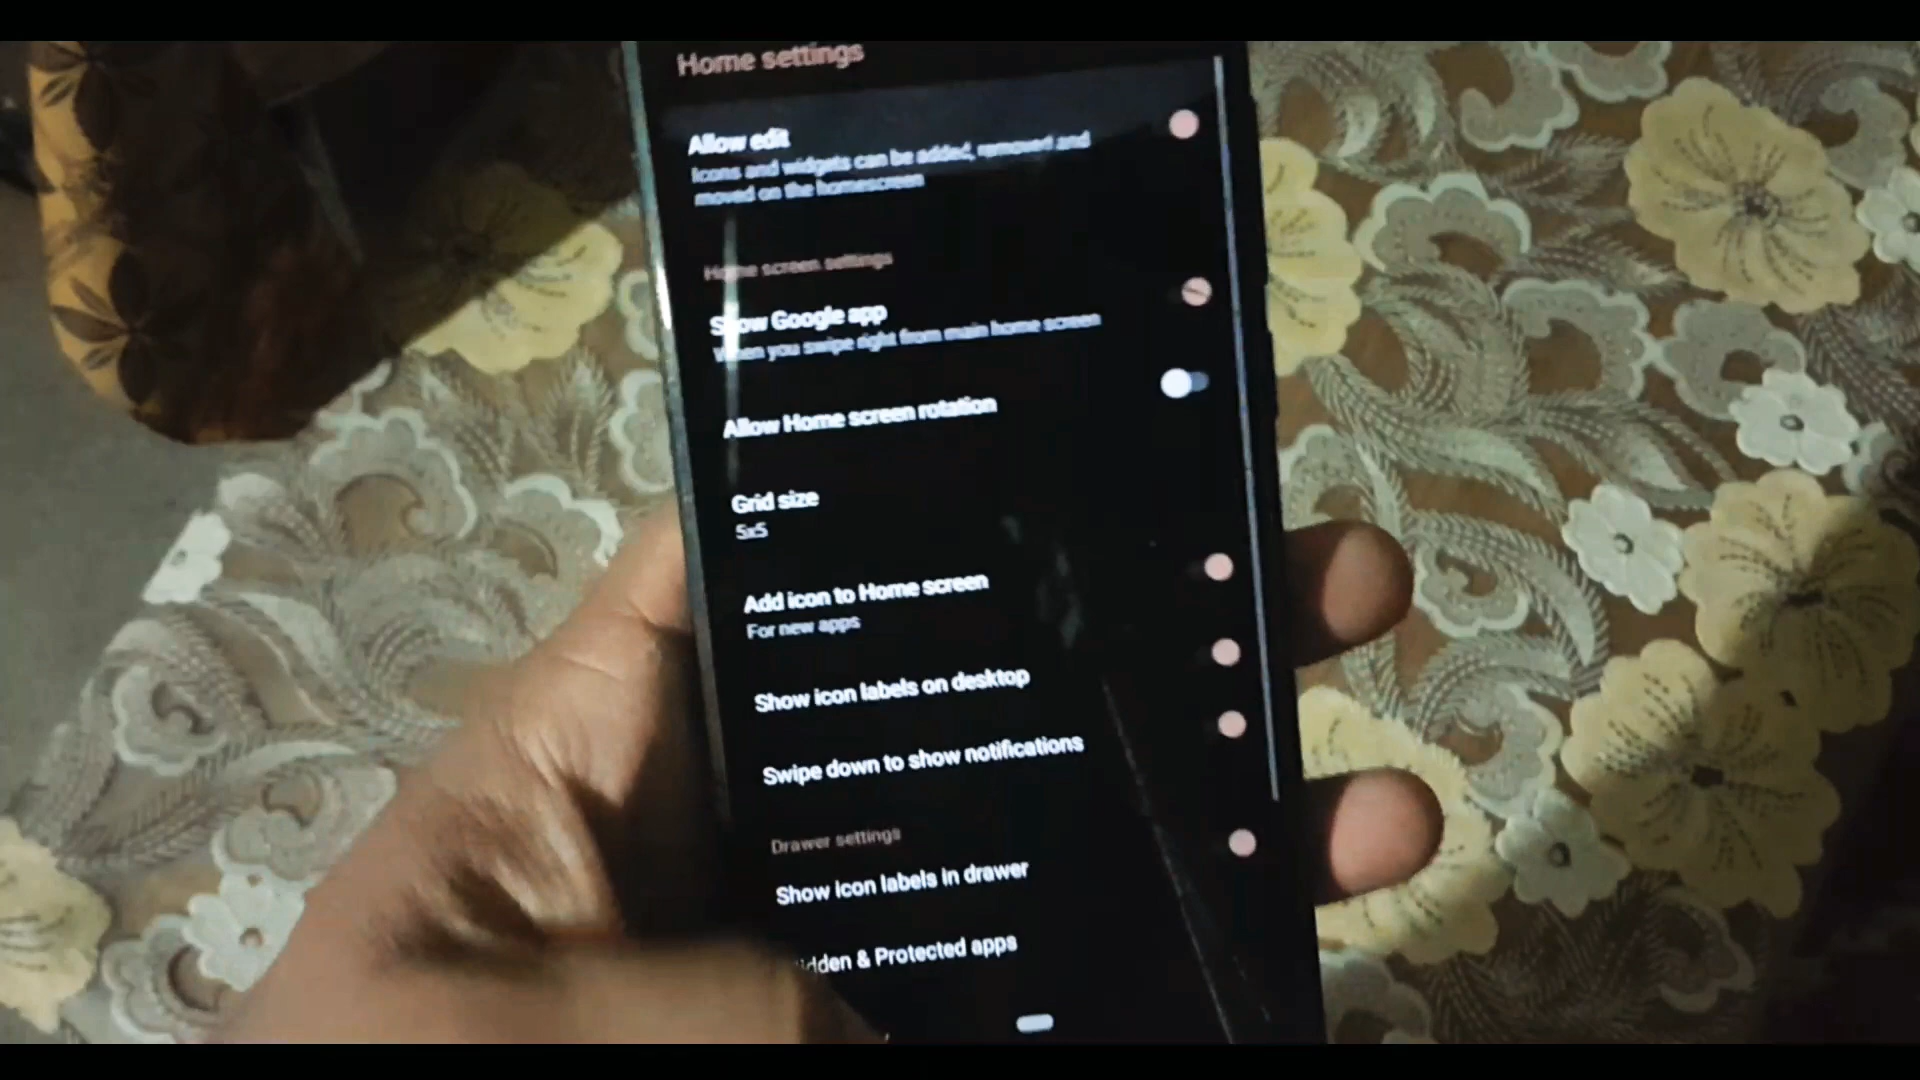 Home settings
Allow edit
Icons and widgets can be added, removed and
moved on the homescreen
Home screen settings
Show Google app
When you swipe right from main home screen
Allow Home screen rotation
Grid size
5x5
Add icon to Home screen
For new apps
Show icon labels on desktop
Swipe down to show notifications
Drawer settings
Show icon labels in drawer
& Protected apps